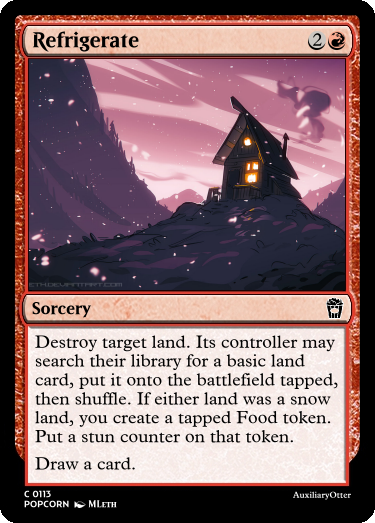 Refrigerate 2
Sorcery
Destroy target land. Its controller may
search their library for a basic land
card, put it onto the battlefield tapped,
then shuffle. If either land was a snow
land, you create a tapped Food token.
Put a stun counter on that token.
Draw a card.
C 0113
POPCORN MLETH AuxiliaryOtter